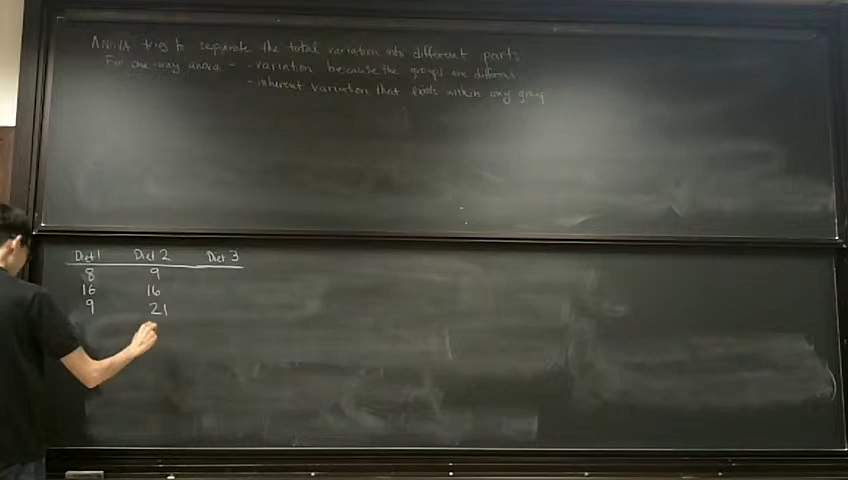 ANOVA tries to separate the total variation into different parts
For one-way anova - - variation because the groups are different
- inherent variation that exists within any group
Diet 1 Diet 2 Diet 3
8 9
16 16
9 21